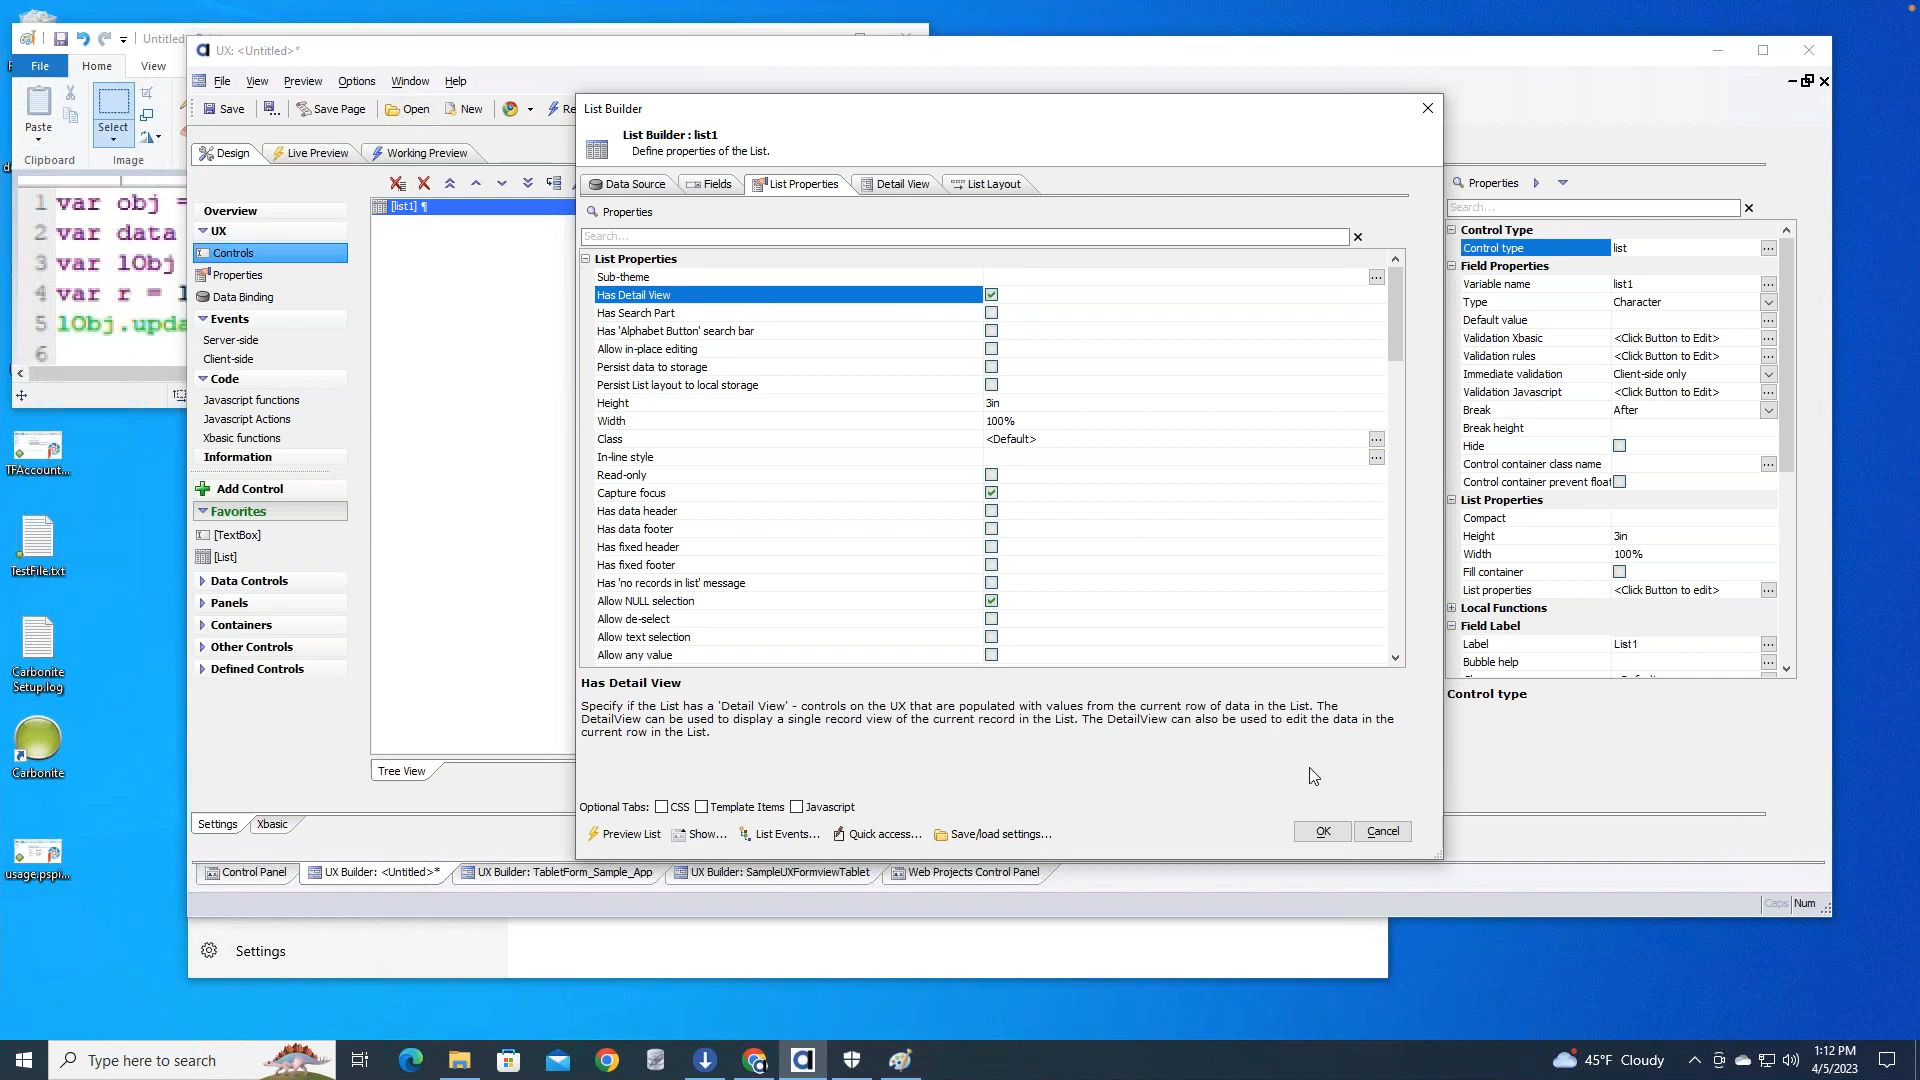 Untitled
File
Home
View
Paste
Select
Clipboard
Image
1 var obj =
2 var data
3 var lObj
4 var r = l
5 lObj.upda
6
TFAccount...
TestFile.txt
Carbonite
Setup.log
Carbonite
usage.pspi...
UX: <Untitled>*
File View Preview Options Window Help
Save Save Page Open New Re
Design Live Preview Working Preview
Overview
UX
Controls
Properties
Data Binding
Events
Server-side
Client-side
Code
Javascript functions
Javascript Actions
Xbasic functions
Information
Add Control
Favorites
[TextBox]
[List]
Data Controls
Panels
Containers
Other Controls
Defined Controls
[list1] ¶
Tree View
Settings Xbasic
List Builder
List Builder : list1
Define properties of the List.
Data Source Fields List Properties Detail View List Layout
Properties
Search...
List Properties
Sub-theme
Has Detail View
Has Search Part
Has 'Alphabet Button' search bar
Allow in-place editing
Persist data to storage
Persist List layout to local storage
Height 3in
Width 100%
Class <Default>
In-line style
Read-only
Capture focus
Has data header
Has data footer
Has fixed header
Has fixed footer
Has 'no records in list' message
Allow NULL selection
Allow de-select
Allow text selection
Allow any value
Has Detail View
Specify if the List has a 'Detail View' - controls on the UX that are populated with values from the current row of data in the List. The
DetailView can be used to display a single record view of the current record in the List. The DetailView can also be used to edit the data in the
current row in the List.
Optional Tabs: CSS Template Items Javascript
Preview List Show... List Events... Quick access... Save/load settings...
OK Cancel
Properties
Search...
Control Type
Control type list
Field Properties
Variable name list1
Type Character
Default value
Validation Xbasic <Click Button to Edit>
Validation rules <Click Button to Edit>
Immediate validation Client-side only
Validation Javascript <Click Button to Edit>
Break After
Break height
Hide
Control container class name
Control container prevent float
List Properties
Compact
Height 3in
Width 100%
Fill container
List properties <Click Button to edit>
Local Functions
Field Label
Label List1
Bubble help
Control type
Control Panel UX Builder: <Untitled>* UX Builder: TabletForm_Sample_App UX Builder: SampleUXFormviewTablet Web Projects Control Panel
Caps Num
Settings
Type here to search
45°F Cloudy
1:12 PM
4/5/2023